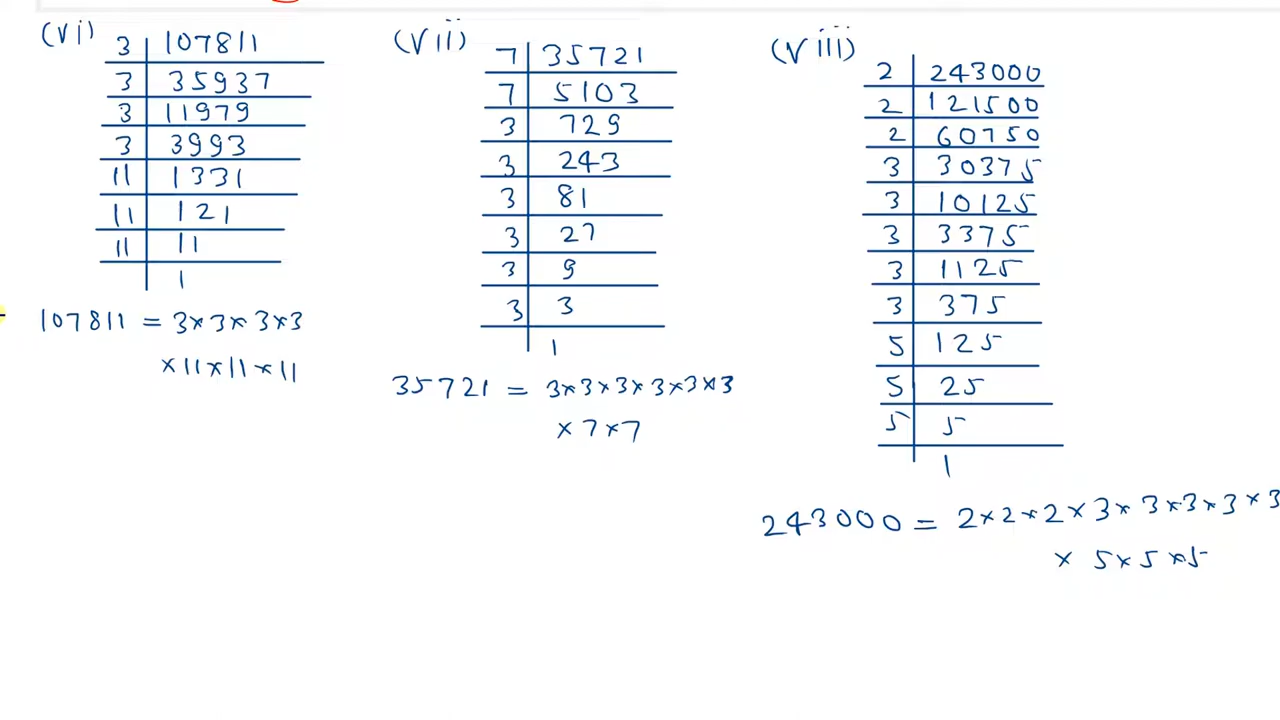 (vi)
3 | 107811
3 | 35937
3 | 11979
3 | 3993
11 | 1331
11 | 121
11 | 11
1
107811 = 3×3×3×3
×11×11×11
(vii)
7 | 35721
7 | 5103
3 | 729
3 | 243
3 | 81
3 | 27
3 | 9
3 | 3
1
35721 = 3×3×3×3×3×3
×7×7
(viii)
2 | 243000
2 | 121500
2 | 60750
3 | 30375
3 | 10125
3 | 3375
3 | 1125
3 | 375
5 | 125
5 | 25
5 | 5
1
243000 = 2×2×2×3×3×3×3×3
× 5×5×5